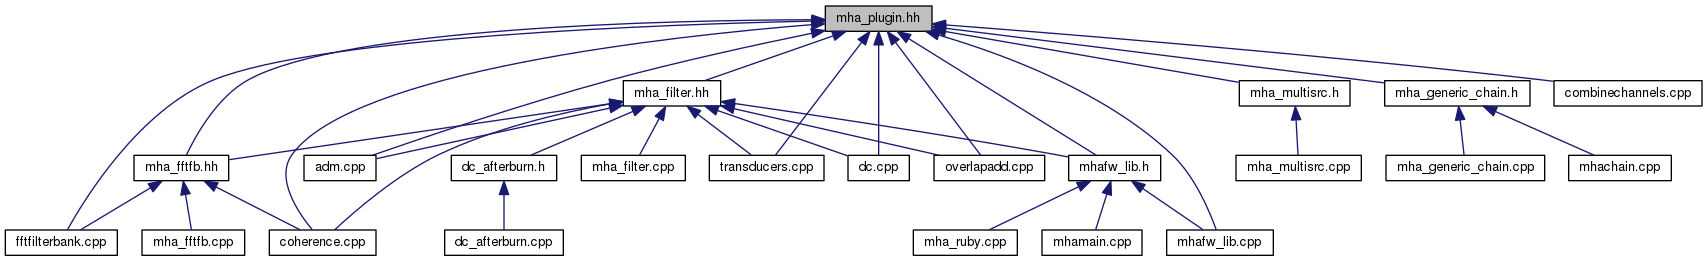 mha_plugin.hh
mha_filter.hh
mha_multisrc.h
mha_generic_chain.h
combinechannels.cpp
mha_fftfb.hh
adm.cpp
dc_afterburn.h
mha_filter.cpp
transducers.cpp
dc.cpp
overlapadd.cpp
mhafw_lib.h
mha_multisrc.cpp
mha_generic_chain.cpp
mhachain.cpp
fftfilterbank.cpp
mha_fftfb.cpp
coherence.cpp
dc_afterburn.cpp
mha_ruby.cpp
mhamain.cpp
mhafw_lib.cpp